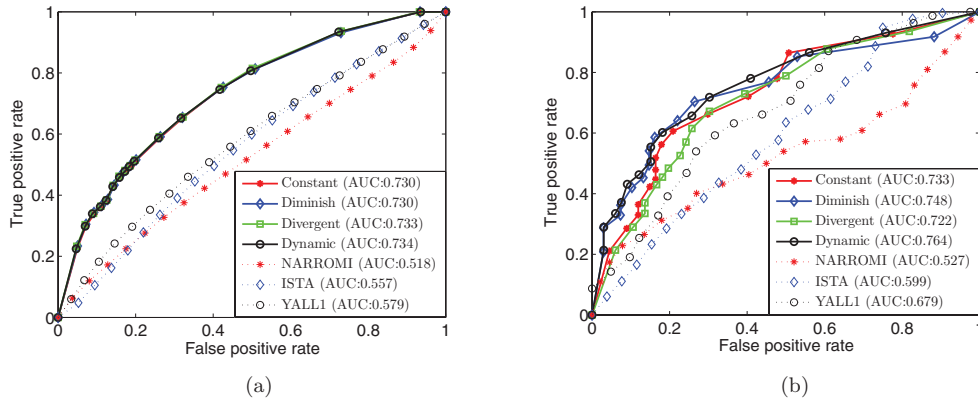 1
0.8
0.6
0.4
0.2
0
True positive rate
0
0.2
0.4
0.6
0.8
1
False positive rate
Constant (AUC:0.730)
Diminish (AUC:0.730)
Divergent (AUC:0.733)
Dynamic (AUC:0.734)
NARROMI (AUC:0.518)
ISTA (AUC:0.557)
YALL1 (AUC:0.579)
(a)
1
0.8
0.6
0.4
0.2
0
True positive rate
0
0.2
0.4
0.6
0.8
1
False positive rate
Constant (AUC:0.733)
Diminish (AUC:0.748)
Divergent (AUC:0.722)
Dynamic (AUC:0.764)
NARROMI (AUC:0.527)
ISTA (AUC:0.599)
YALL1 (AUC:0.679)
(b)